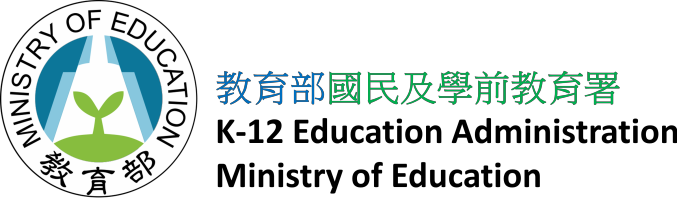 MINISTRY OF EDUCATION
教育部
教育部國民及學前教育署
K-12 Education Administration
Ministry of Education